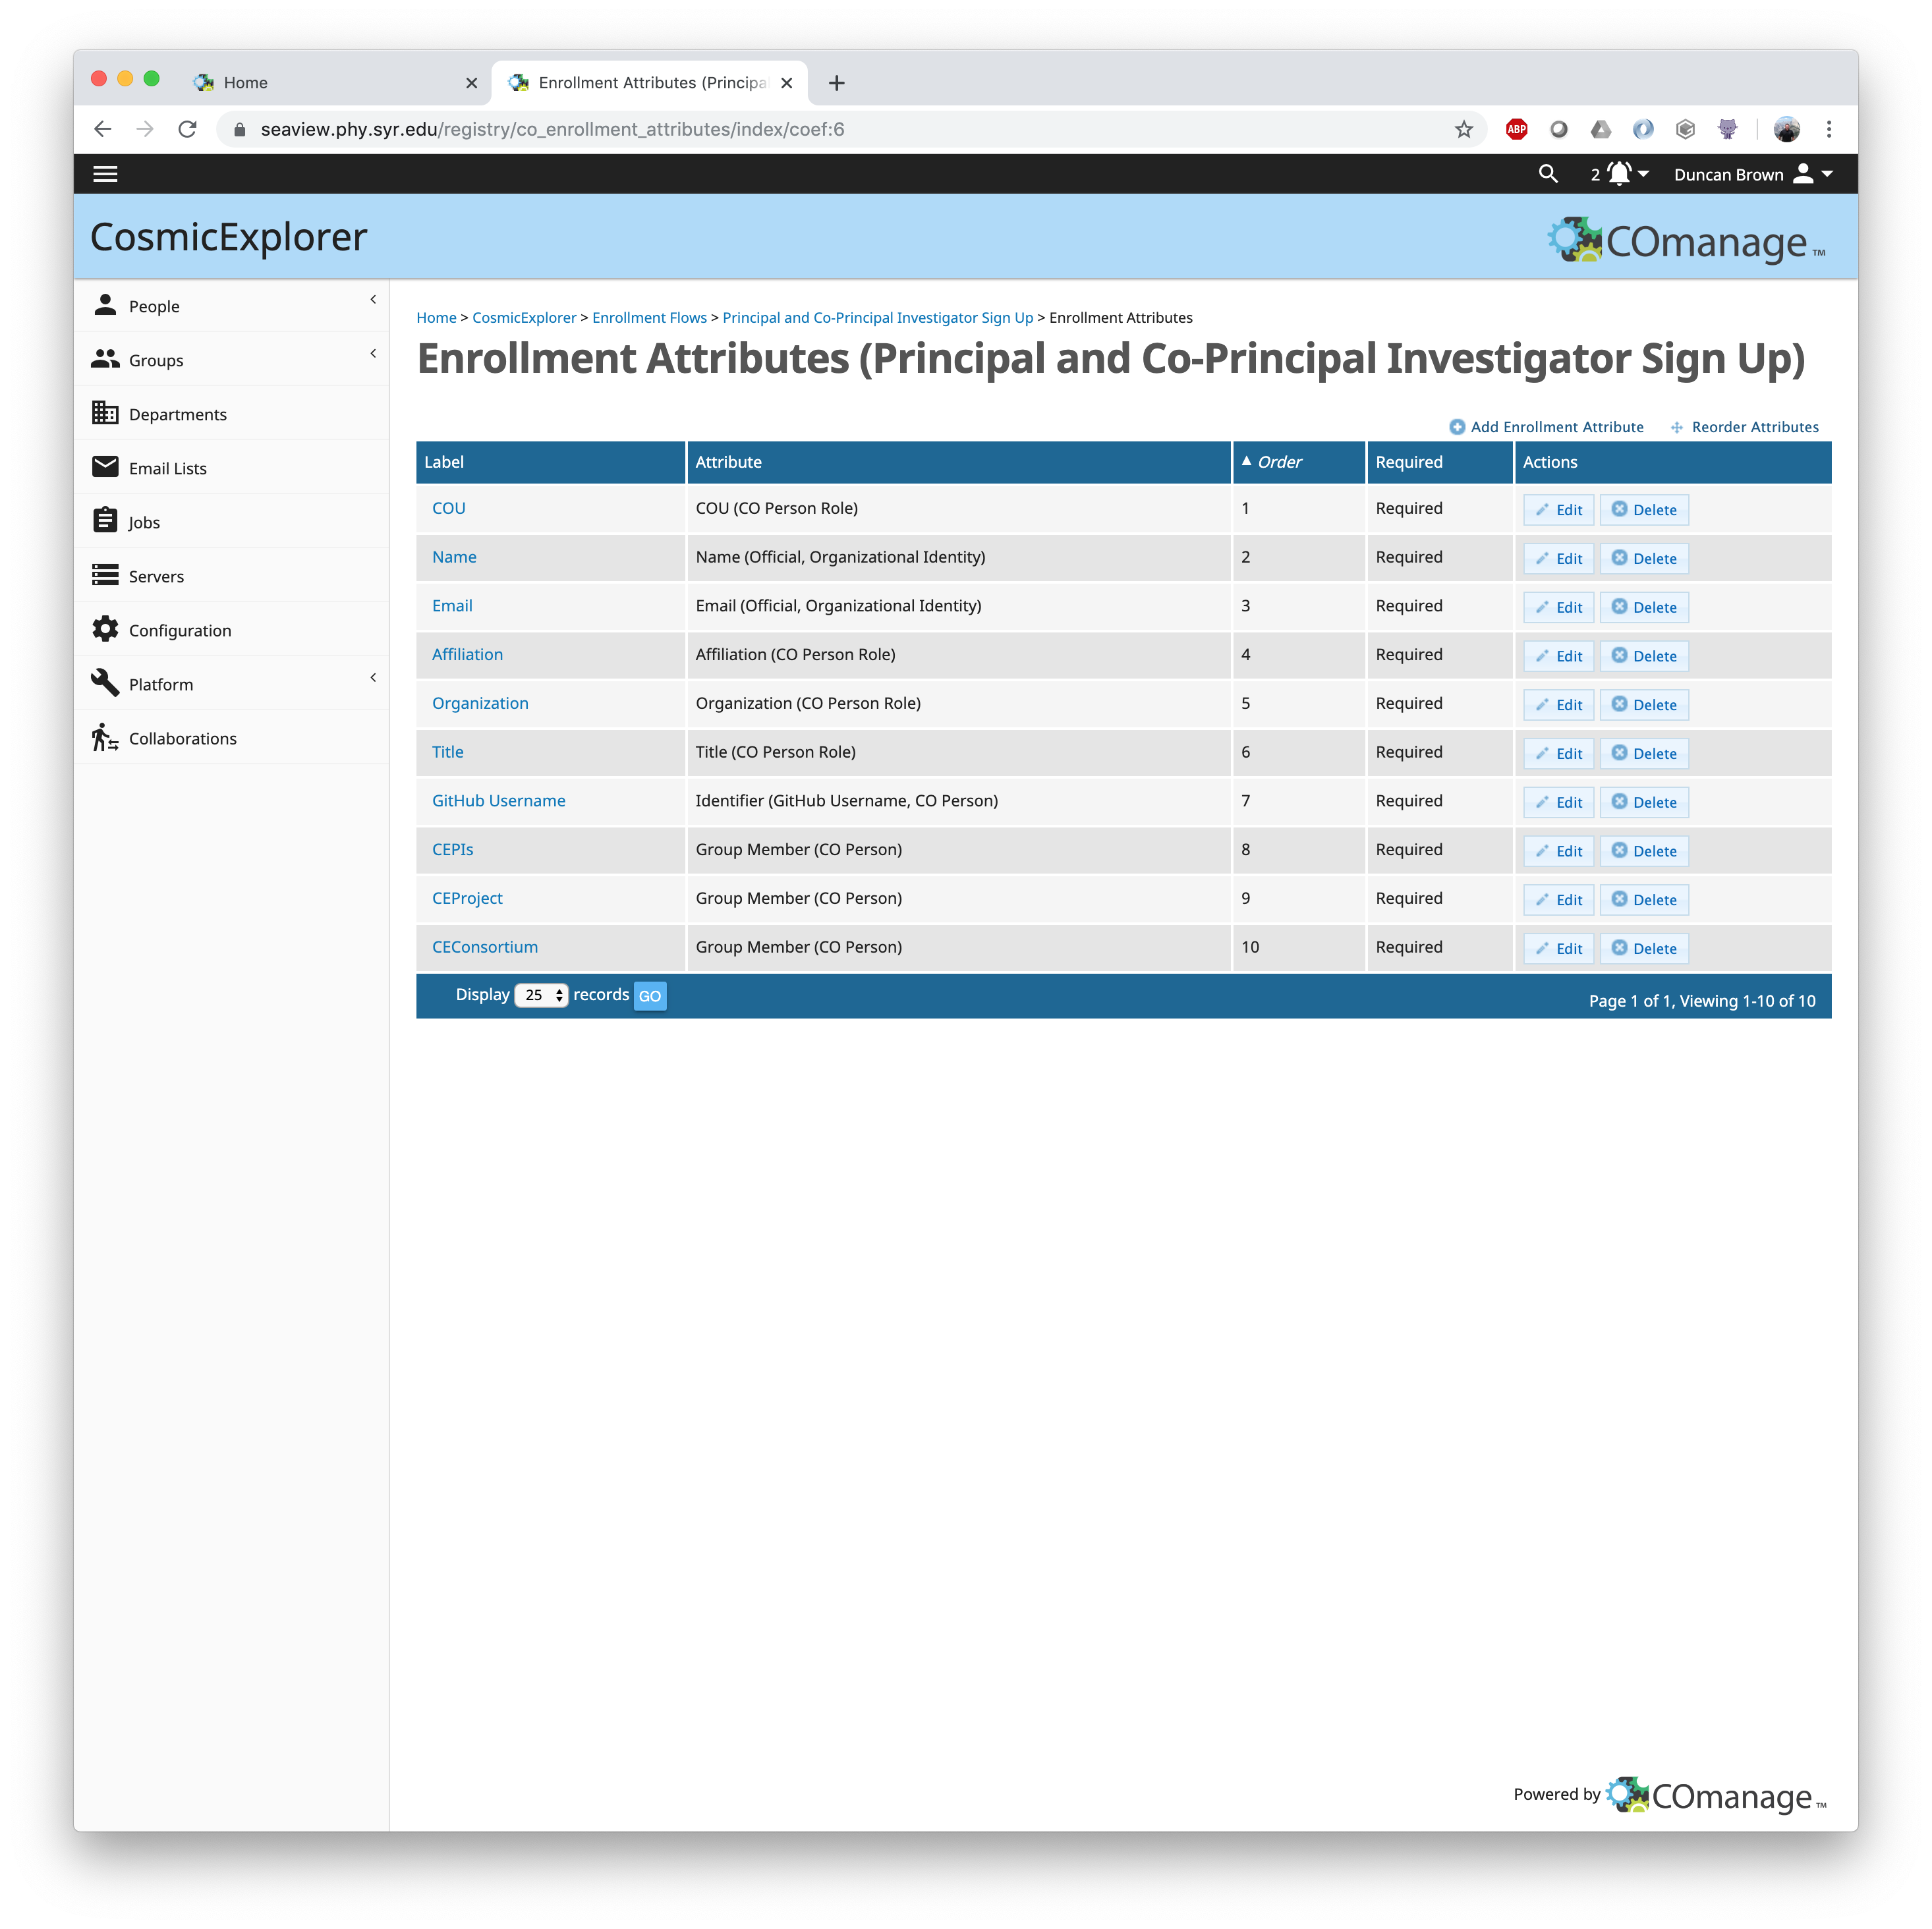 Home
Enrollment Attributes (Principa
seaview.phy.syr.edu/registry/co_enrollment_attributes/index/coef:6
ABP
2
Duncan Brown
CosmicExplorer
COmanage TM
People
Groups
Departments
Email Lists
Jobs
Servers
Configuration
Platform
Collaborations
Home > CosmicExplorer > Enrollment Flows > Principal and Co-Principal Investigator Sign Up > Enrollment Attributes
Enrollment Attributes (Principal and Co-Principal Investigator Sign Up)
Add Enrollment Attribute Reorder Attributes
Label Attribute Order Required Actions
COU COU (CO Person Role) 1 Required Edit Delete
Name Name (Official, Organizational Identity) 2 Required Edit Delete
Email Email (Official, Organizational Identity) 3 Required Edit Delete
Affiliation Affiliation (CO Person Role) 4 Required Edit Delete
Organization Organization (CO Person Role) 5 Required Edit Delete
Title Title (CO Person Role) 6 Required Edit Delete
GitHub Username Identifier (GitHub Username, CO Person) 7 Required Edit Delete
CEPIs Group Member (CO Person) 8 Required Edit Delete
CEProject Group Member (CO Person) 9 Required Edit Delete
CEConsortium Group Member (CO Person) 10 Required Edit Delete
Display 25 records GO
Page 1 of 1, Viewing 1-10 of 10
Powered by COmanage TM